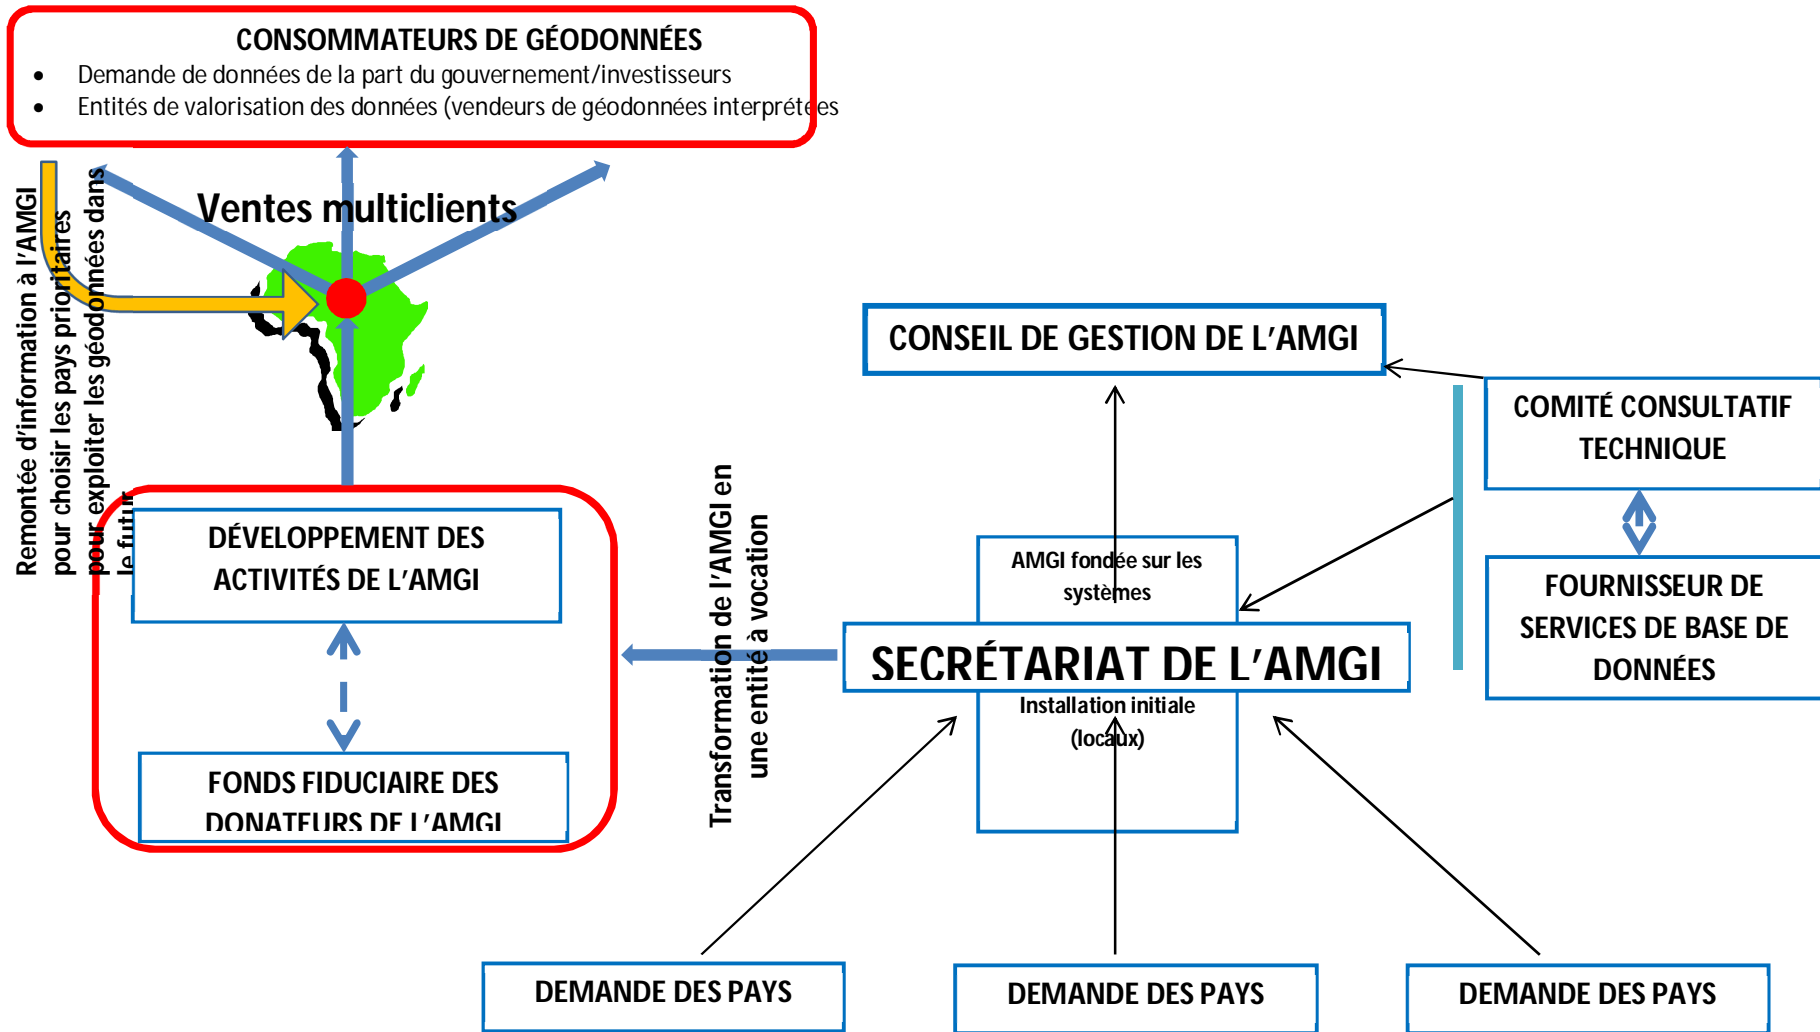 CONSOMMATEURS DE GÉODONNÉES
• Demande de données de la part du gouvernement/investisseurs
• Entités de valorisation des données (vendeurs de géodonnées interprétées
Ventes multiclients
Remontée d'information à l'AMGI
pour choisir les pays prioritaires
pour exploiter les géodonnées dans
le futur
DÉVELOPPEMENT DES
ACTIVITÉS DE L'AMGI
FONDS FIDUCIAIRE DES
DONATEURS DE L'AMGI
Transformation de l'AMGI en
une entité à vocation
CONSEIL DE GESTION DE L'AMGI
COMITÉ CONSULTATIF
TECHNIQUE
FOURNISSEUR DE
SERVICES DE BASE DE
DONNÉES
AMGI fondée sur les
systèmes
SECRÉTARIAT DE L'AMGI
Installation initiale
(locaux)
DEMANDE DES PAYS
DEMANDE DES PAYS
DEMANDE DES PAYS